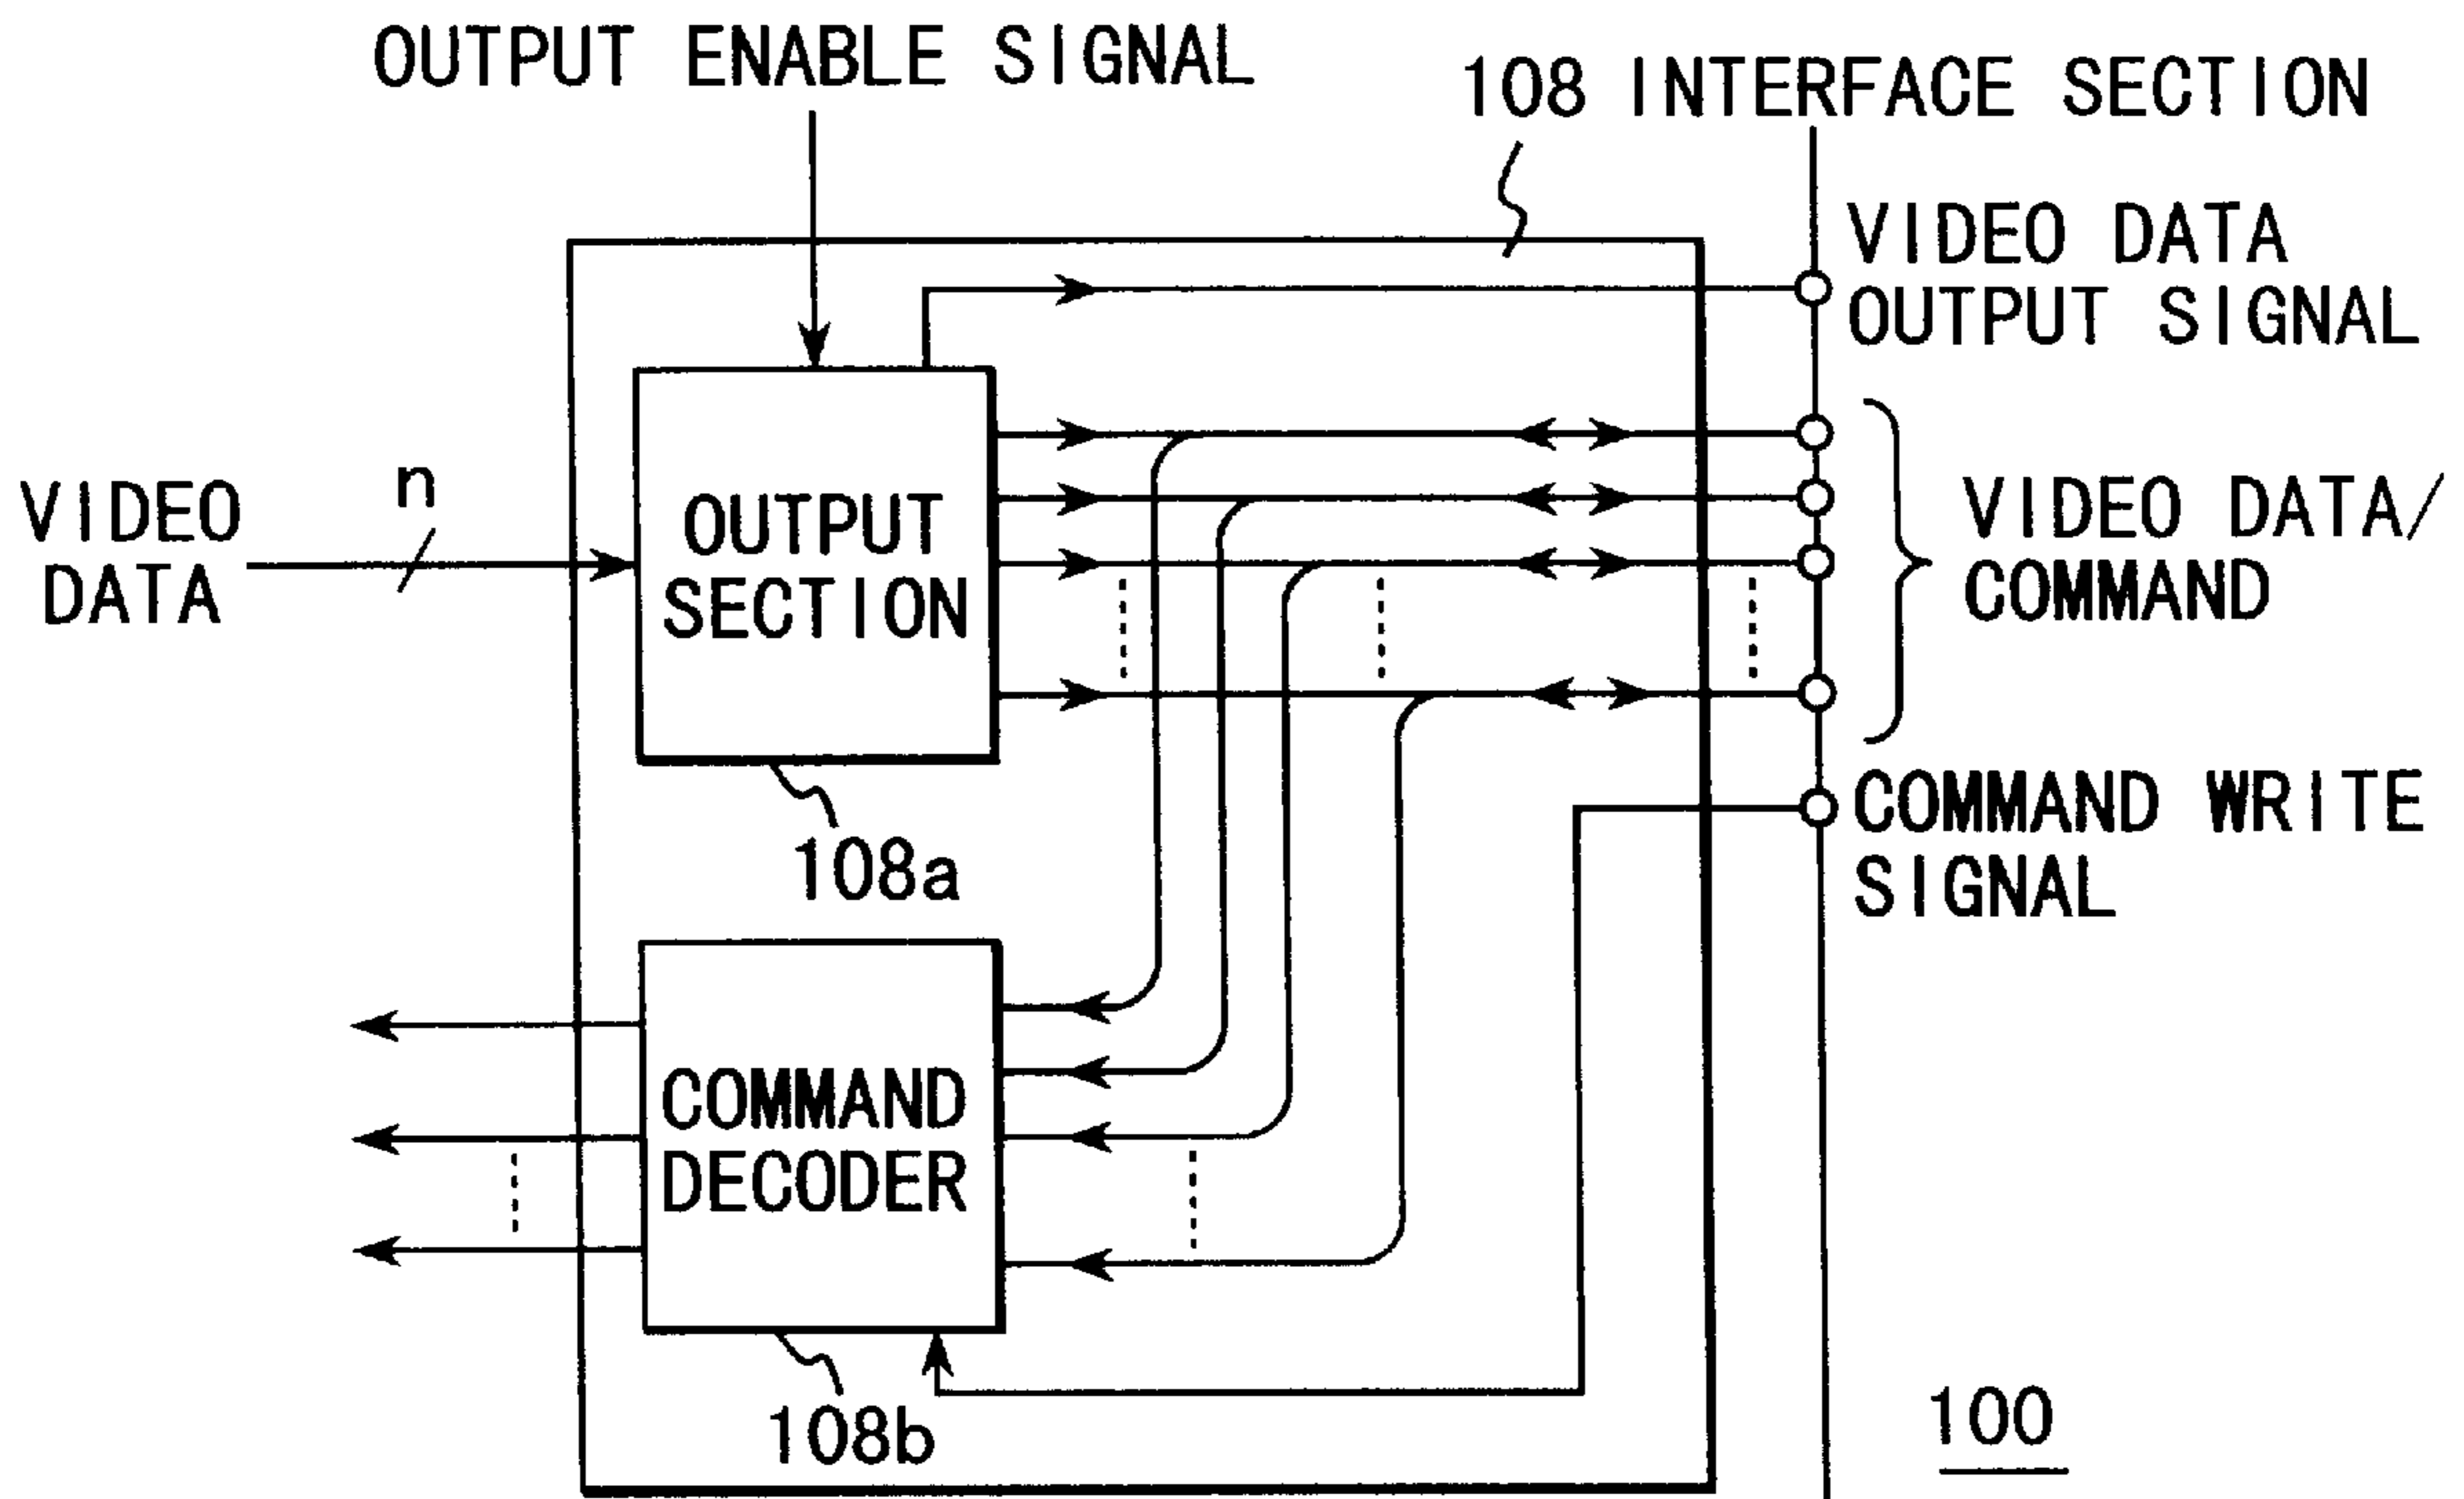 OUTPUT ENABLE SIGNAL
108 INTERFACE SECTION
VIDEO DATA
OUTPUT SIGNAL
n
VIDEO
DATA
OUTPUT
SECTION
VIDEO DATA/
COMMAND
108a
COMMAND WRITE
SIGNAL
COMMAND
DECODER
108b
100